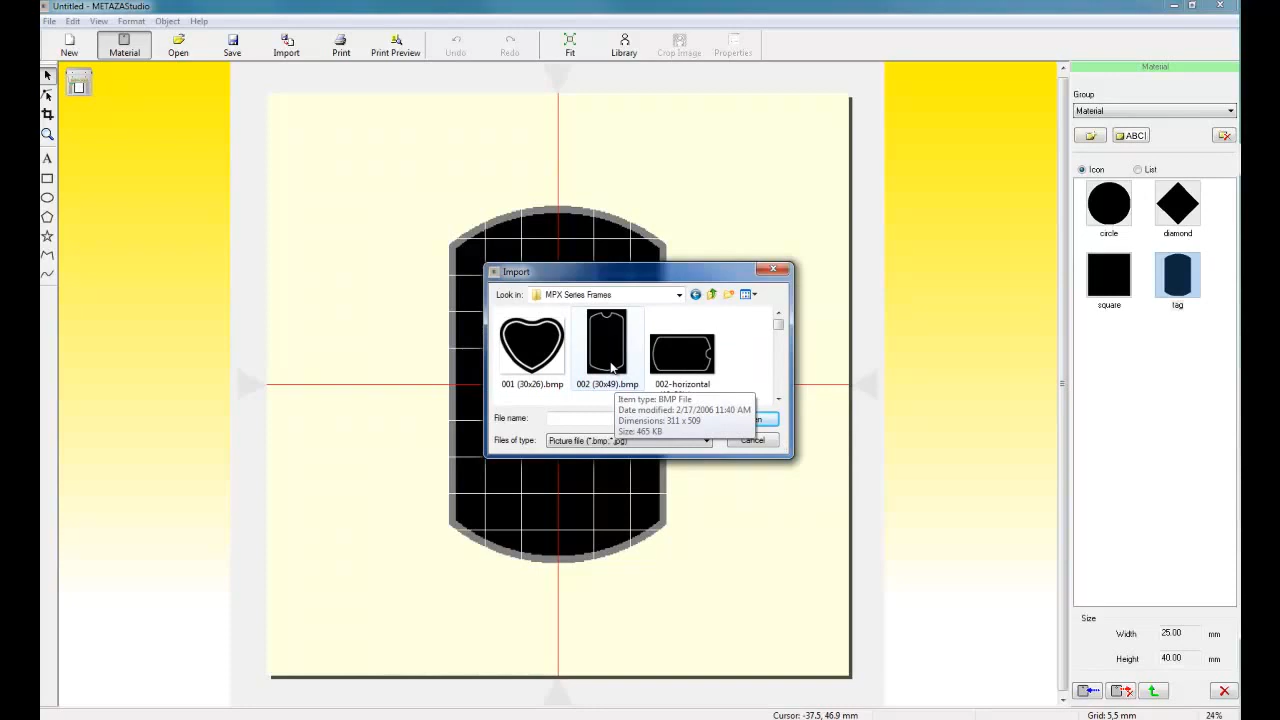 Untitled - METAZAStudio
File Edit View Format Object Help
New Material Open Save Import Print Print Preview Undo Redo Fit Library Crop Image Properties
Material
Group
Material
ABC
Icon List
circle diamond
square tag
Import
Look in: MPX Series Frames
001 (30x26).bmp 002 (30x49).bmp 002-horizontal
Item type: BMP File
Date modified: 2/17/2006 11:40 AM
Dimensions: 311 x 509
Size: 465 KB
File name:
Files of type: Picture file (*.bmp,*.jpg) Cancel
Size
Width 25.00 mm
Height 40.00 mm
Cursor: -37.5, 46.9 mm Grid: 5,5 mm 24%